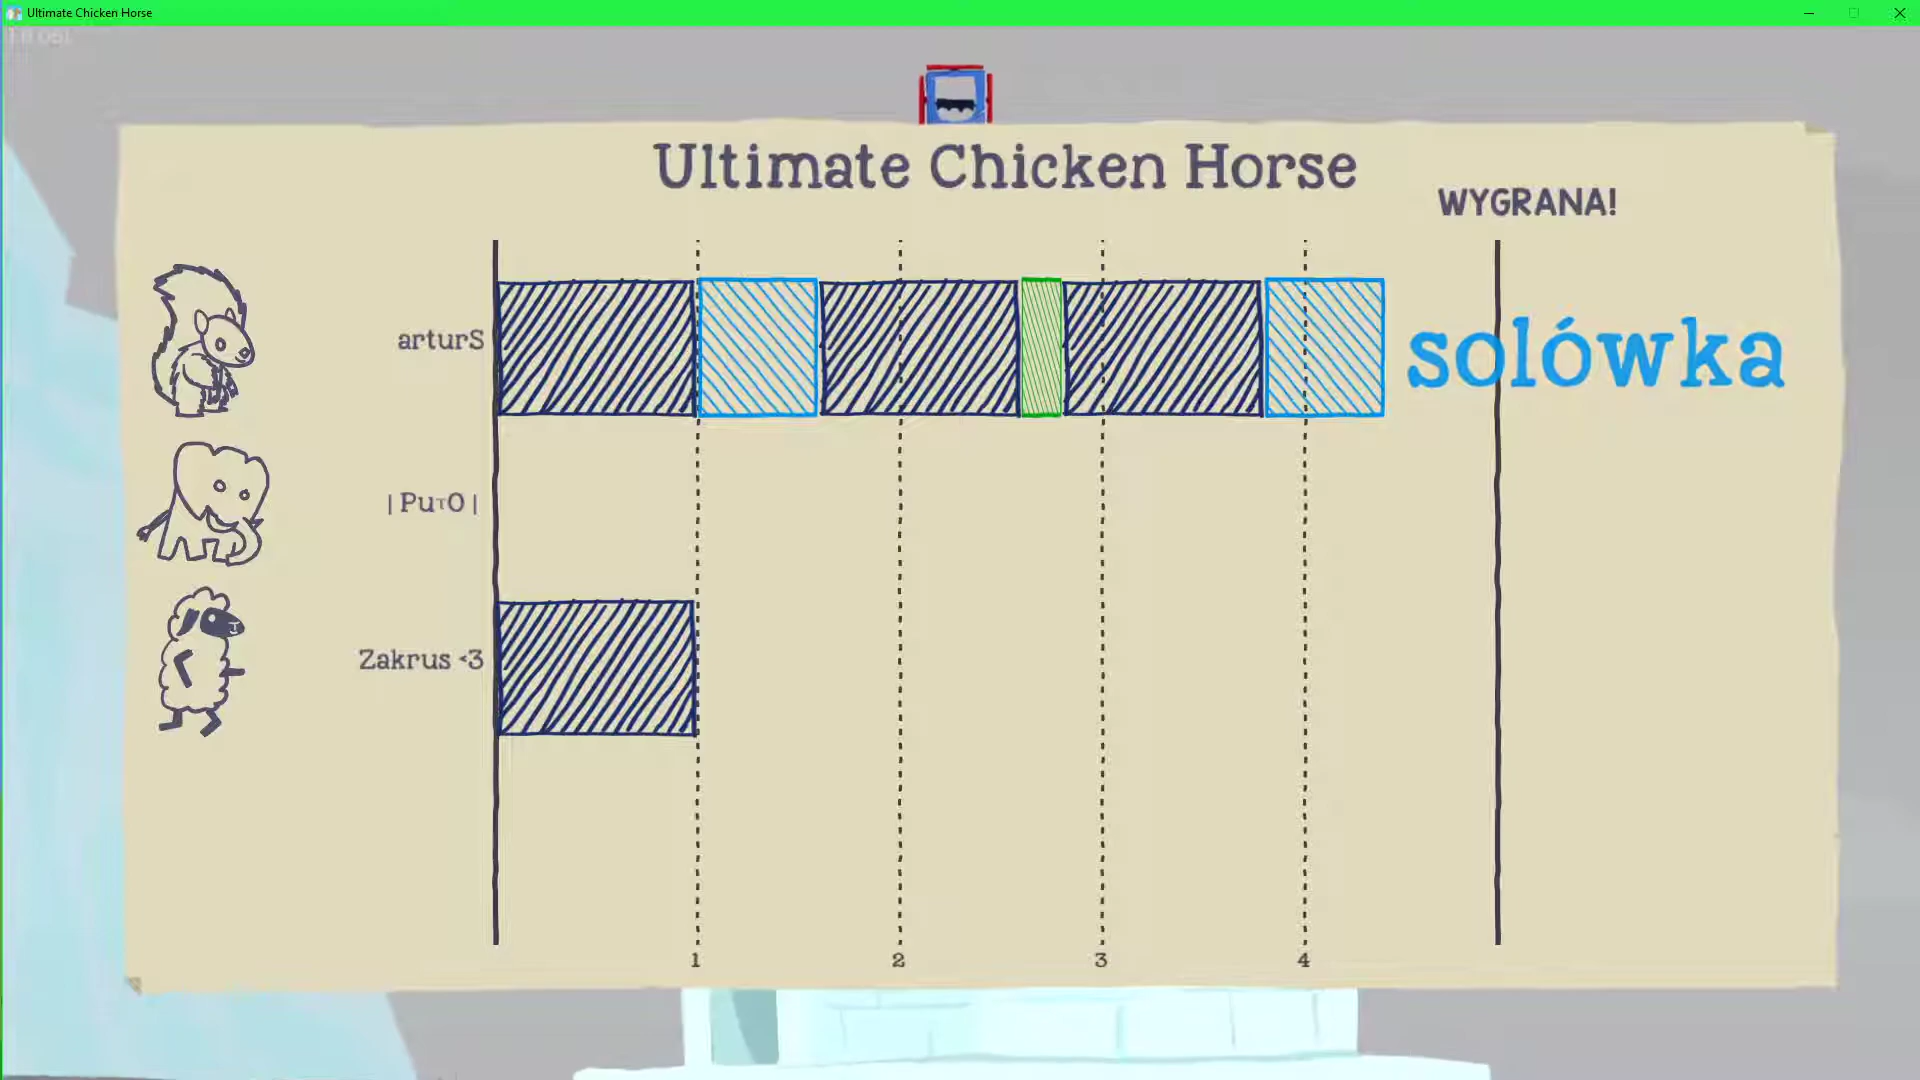 Ultimate Chicken Horse
Ultimate Chicken Horse
WYGRANA!
arturS
solówka
| PuтO |
Zakrus <3
1 2 3 4